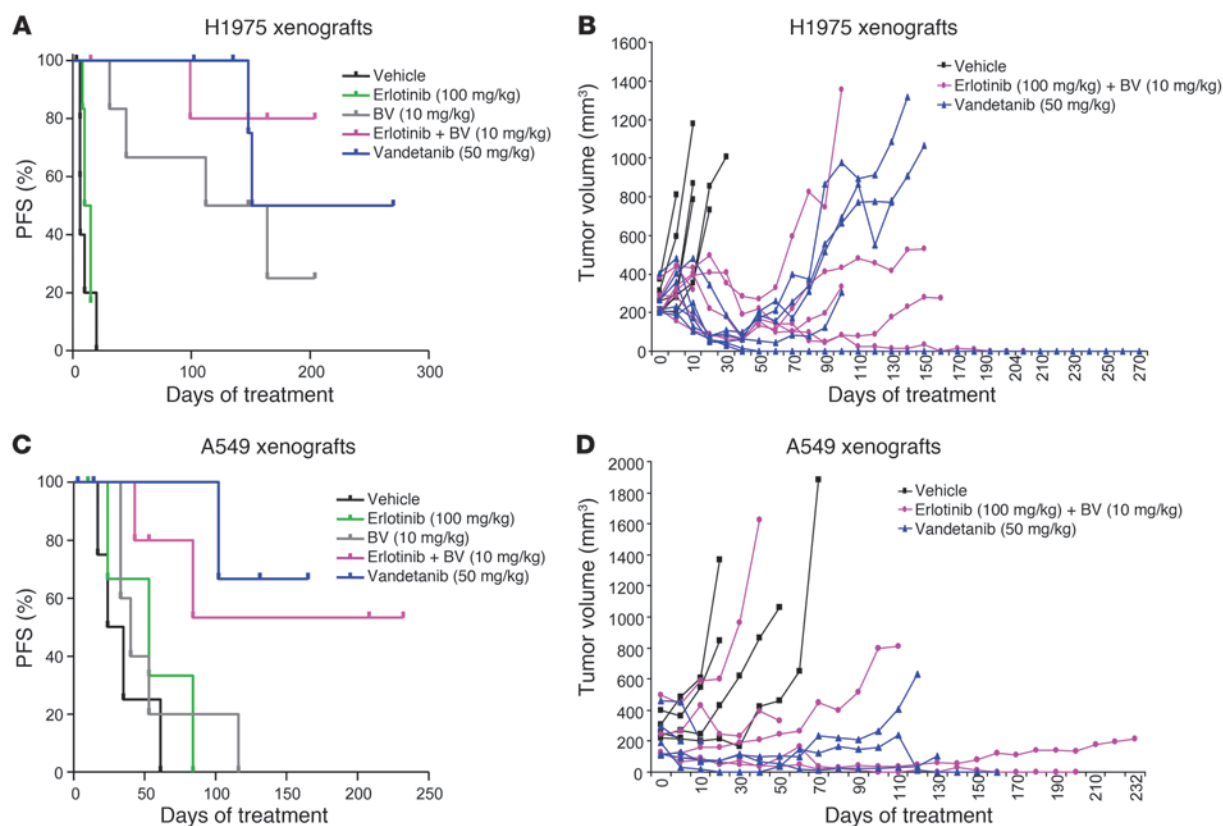 A
H1975 xenografts
PFS (%)
100
80
60
40
20
0
0
100
200
300
Days of treatment
Vehicle
Erlotinib (100 mg/kg)
BV (10 mg/kg)
Erlotinib + BV (10 mg/kg)
Vandetanib (50 mg/kg)
B
H1975 xenografts
Tumor volume (mm³)
1600
1400
1200
1000
800
600
400
200
0
0
10
30
50
70
90
110
130
150
170
190
204
210
230
250
270
Days of treatment
Vehicle
Erlotinib (100 mg/kg) + BV (10 mg/kg)
Vandetanib (50 mg/kg)
C
A549 xenografts
PFS (%)
100
80
60
40
20
0
0
50
100
150
200
250
Days of treatment
Vehicle
Erlotinib (100 mg/kg)
BV (10 mg/kg)
Erlotinib + BV (10 mg/kg)
Vandetanib (50 mg/kg)
D
A549 xenografts
Tumor volume (mm³)
2000
1800
1600
1400
1200
1000
800
600
400
200
0
0
10
30
50
70
90
110
130
150
170
190
210
232
Days of treatment
Vehicle
Erlotinib (100 mg/kg) + BV (10 mg/kg)
Vandetanib (50 mg/kg)